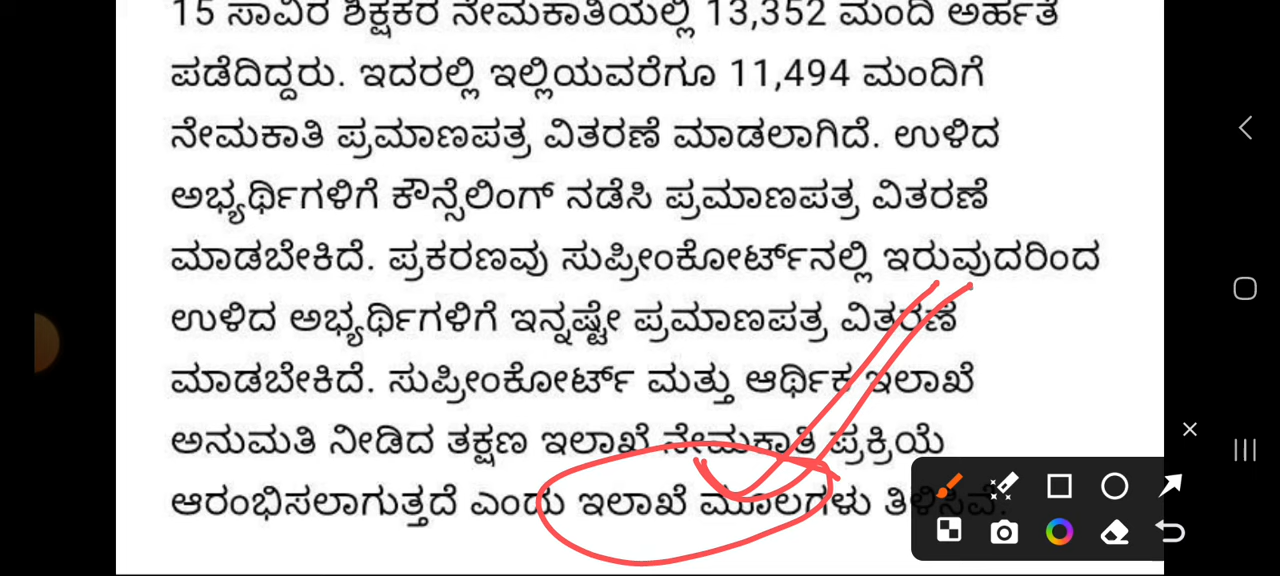 15 ಸಾವಿರ ಶಿಕ್ಷಕರ ನೇಮಕಾತಿಯಲ್ಲಿ 13,352 ಮಂದಿ ಅರ್ಹತೆ
ಪಡೆದಿದ್ದರು. ಇದರಲ್ಲಿ ಇಲ್ಲಿಯವರೆಗೂ 11,494 ಮಂದಿಗೆ
ನೇಮಕಾತಿ ಪ್ರಮಾಣಪತ್ರ ವಿತರಣೆ ಮಾಡಲಾಗಿದೆ. ಉಳಿದ
ಅಭ್ಯರ್ಥಿಗಳಿಗೆ ಕೌನ್ಸೆಲಿಂಗ್ ನಡೆಸಿ ಪ್ರಮಾಣಪತ್ರ ವಿತರಣೆ
ಮಾಡಬೇಕಿದೆ. ಪ್ರಕರಣವು ಸುಪ್ರೀಂಕೋರ್ಟ್‌ನಲ್ಲಿ ಇರುವುದರಿಂದ
ಉಳಿದ ಅಭ್ಯರ್ಥಿಗಳಿಗೆ ಇನ್ನಷ್ಟೇ ಪ್ರಮಾಣಪತ್ರ ವಿತರಣೆ
ಮಾಡಬೇಕಿದೆ. ಸುಪ್ರೀಂಕೋರ್ಟ್ ಮತ್ತು ಆರ್ಥಿಕ ಇಲಾಖೆ
ಅನುಮತಿ ನೀಡಿದ ತಕ್ಷಣ ಇಲಾಖೆ ನೇಮಕಾತಿ ಪ್ರಕ್ರಿಯೆ
ಆರಂಭಿಸಲಾಗುತ್ತದೆ ಎಂದು ಇಲಾಖೆ ಮೂಲಗಳು ತಿಳಿಸಿವೆ.